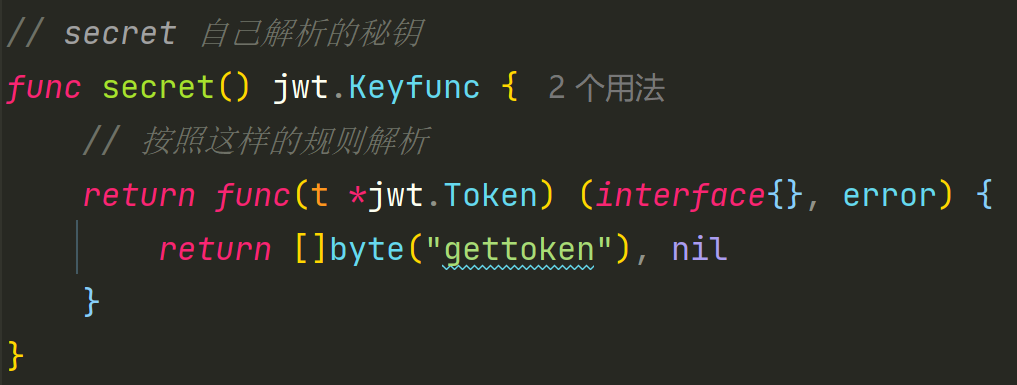 // secret 自己解析的秘钥
func secret() jwt.Keyfunc { 2 个用法
// 按照这样的规则解析
return func(t *jwt.Token) (interface{}, error) {
return []byte("gettoken"), nil
}
}